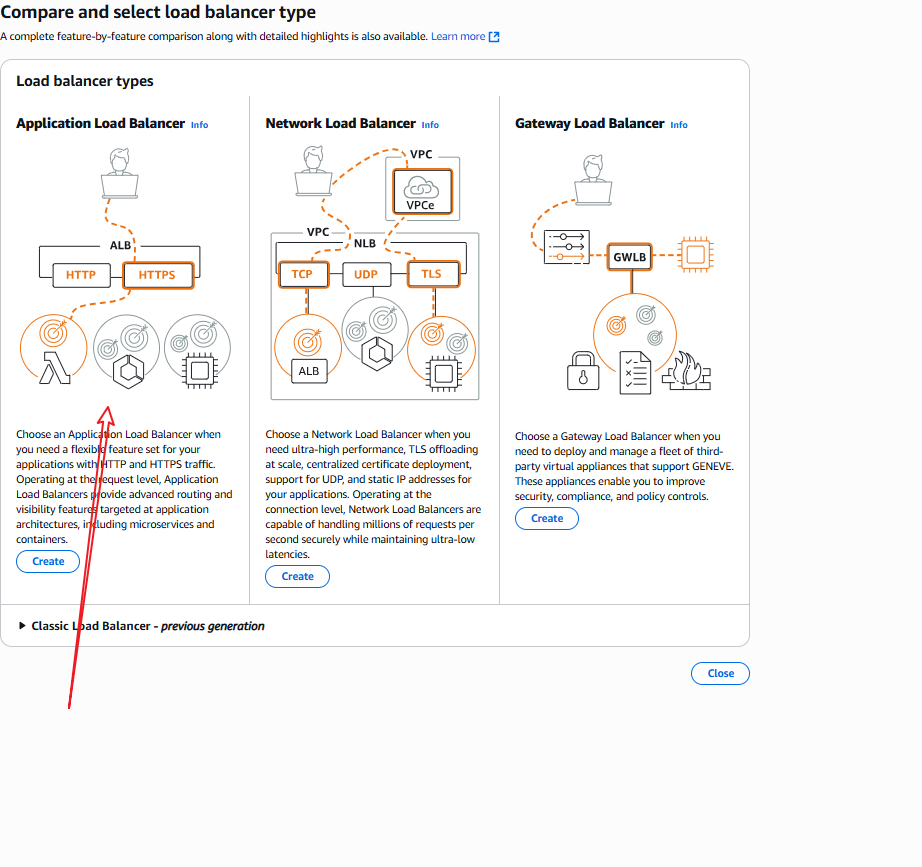 Compare and select load balancer type
A complete feature-by-feature comparison along with detailed highlights is also available. Learn more
Load balancer types
Application Load Balancer Info
ALB
HTTP
HTTPS
Choose an Application Load Balancer when
you need a flexible feature set for your
applications with HTTP and HTTPS traffic.
Operating at the request level, Application
Load Balancers provide advanced routing and
visibility features targeted at application
architectures, including microservices and
containers.
Create
Network Load Balancer Info
VPC
VPCe
VPC
NLB
TCP
UDP
TLS
ALB
Choose a Network Load Balancer when you
need ultra-high performance, TLS offloading
at scale, centralized certificate deployment,
support for UDP, and static IP addresses for
your applications. Operating at the
connection level, Network Load Balancers are
capable of handling millions of requests per
second securely while maintaining ultra-low
latencies.
Create
Gateway Load Balancer Info
GWLB
Choose a Gateway Load Balancer when you
need to deploy and manage a fleet of third-
party virtual appliances that support GENEVE.
These appliances enable you to improve
security, compliance, and policy controls.
Create
Classic Load Balancer - previous generation
Close